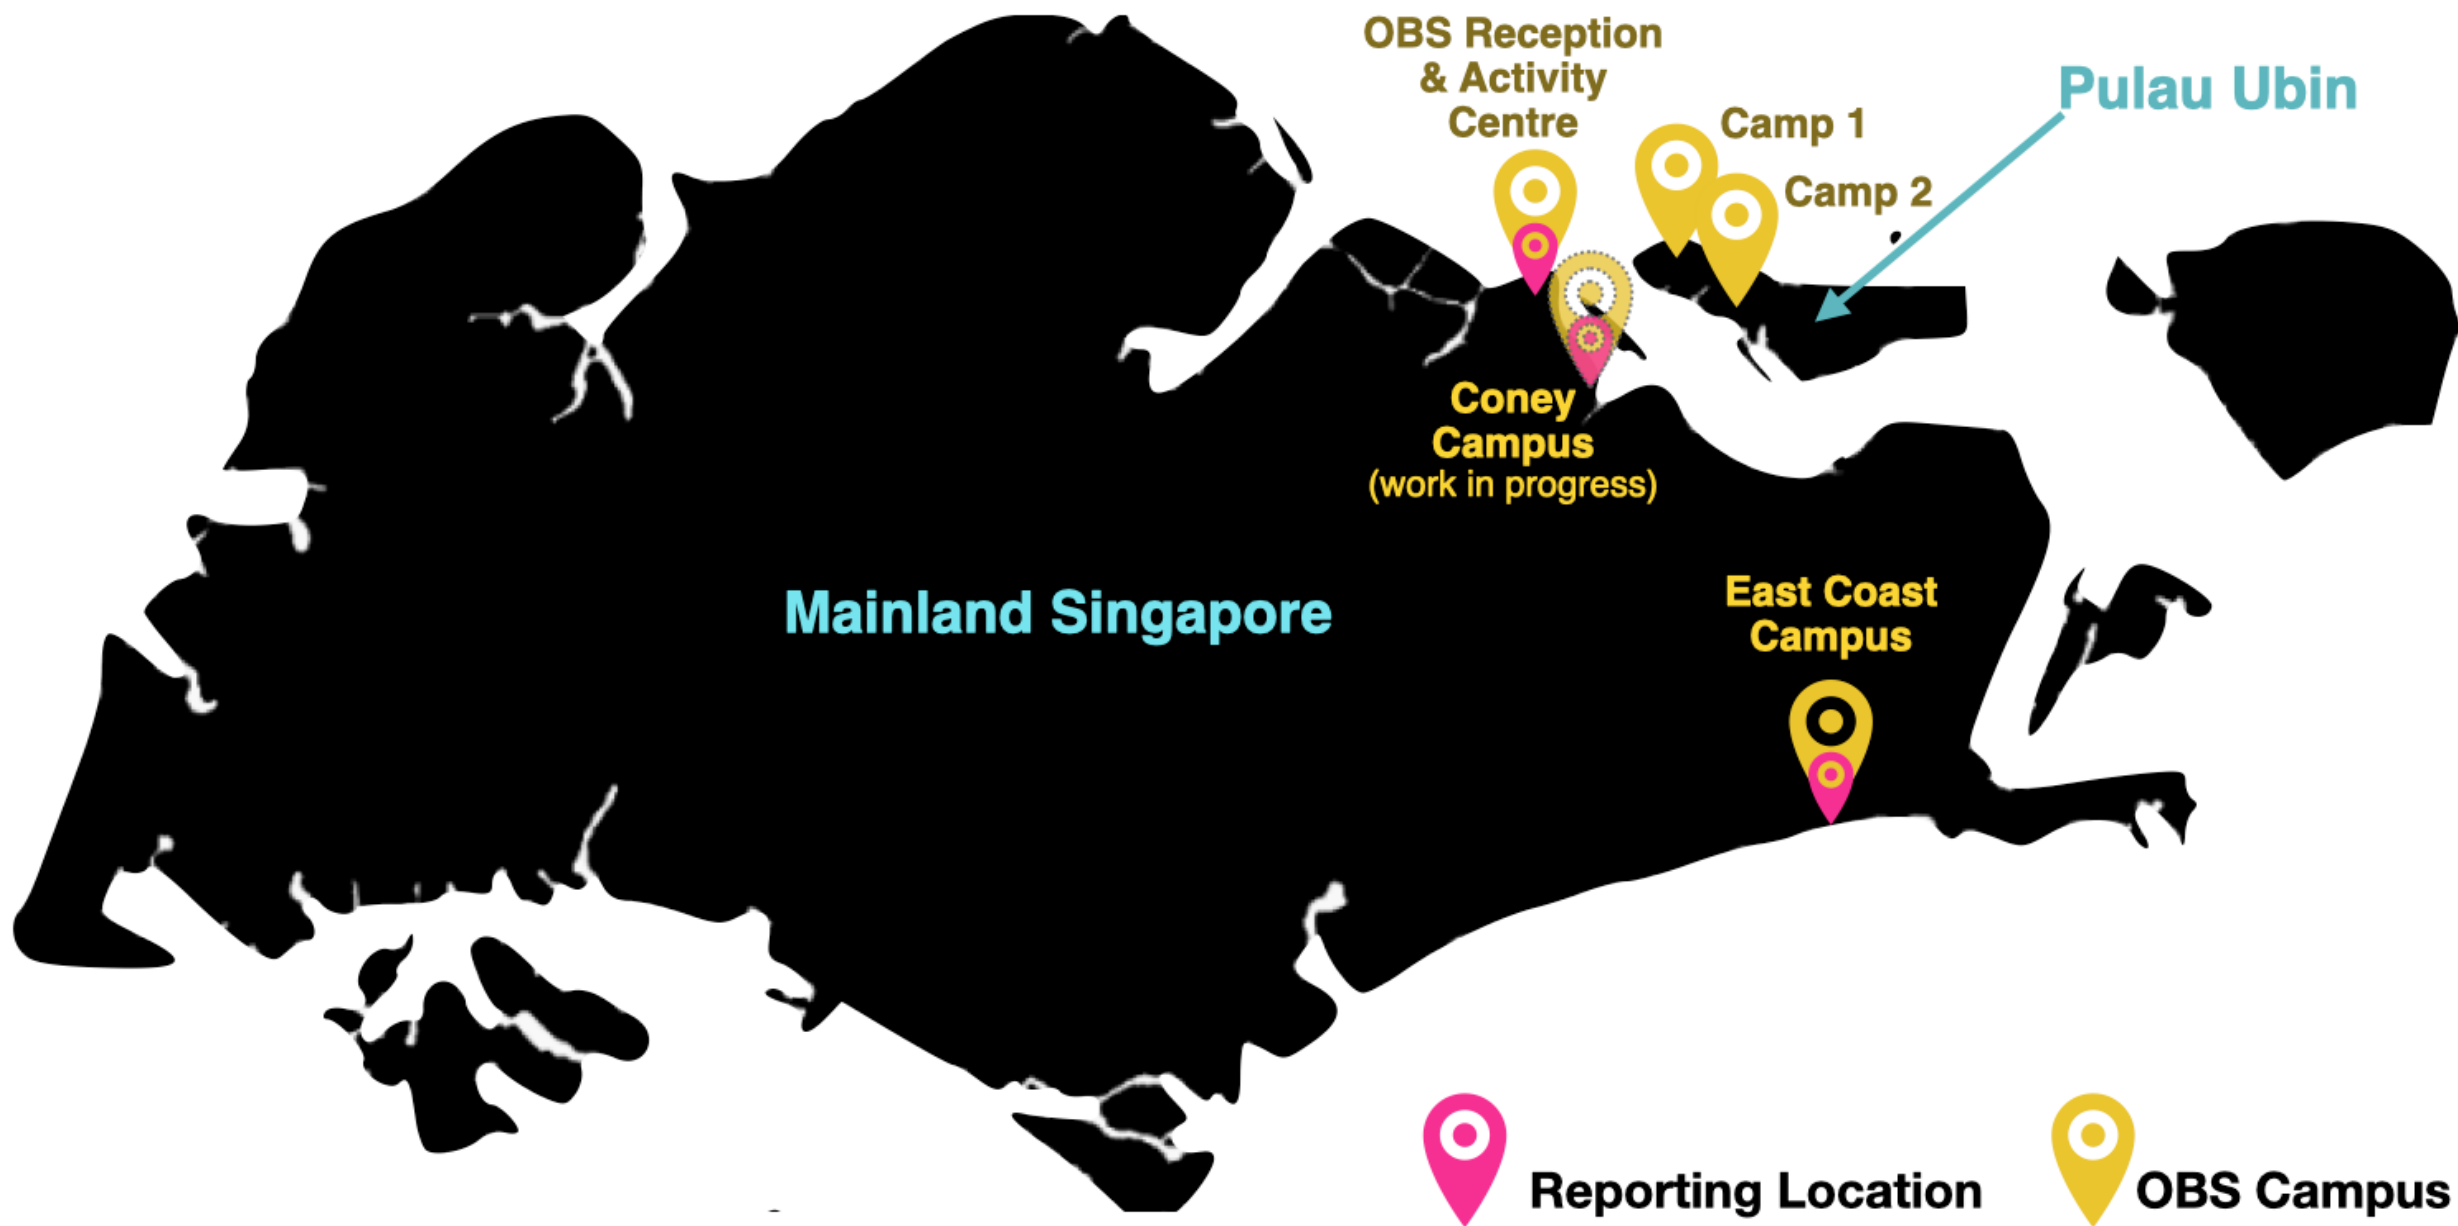 OBS Reception
& Activity
Centre
Pulau Ubin
Camp 1
Camp 2
Coney
Campus
(work in progress)
Mainland Singapore
East Coast
Campus
Reporting Location
OBS Campus